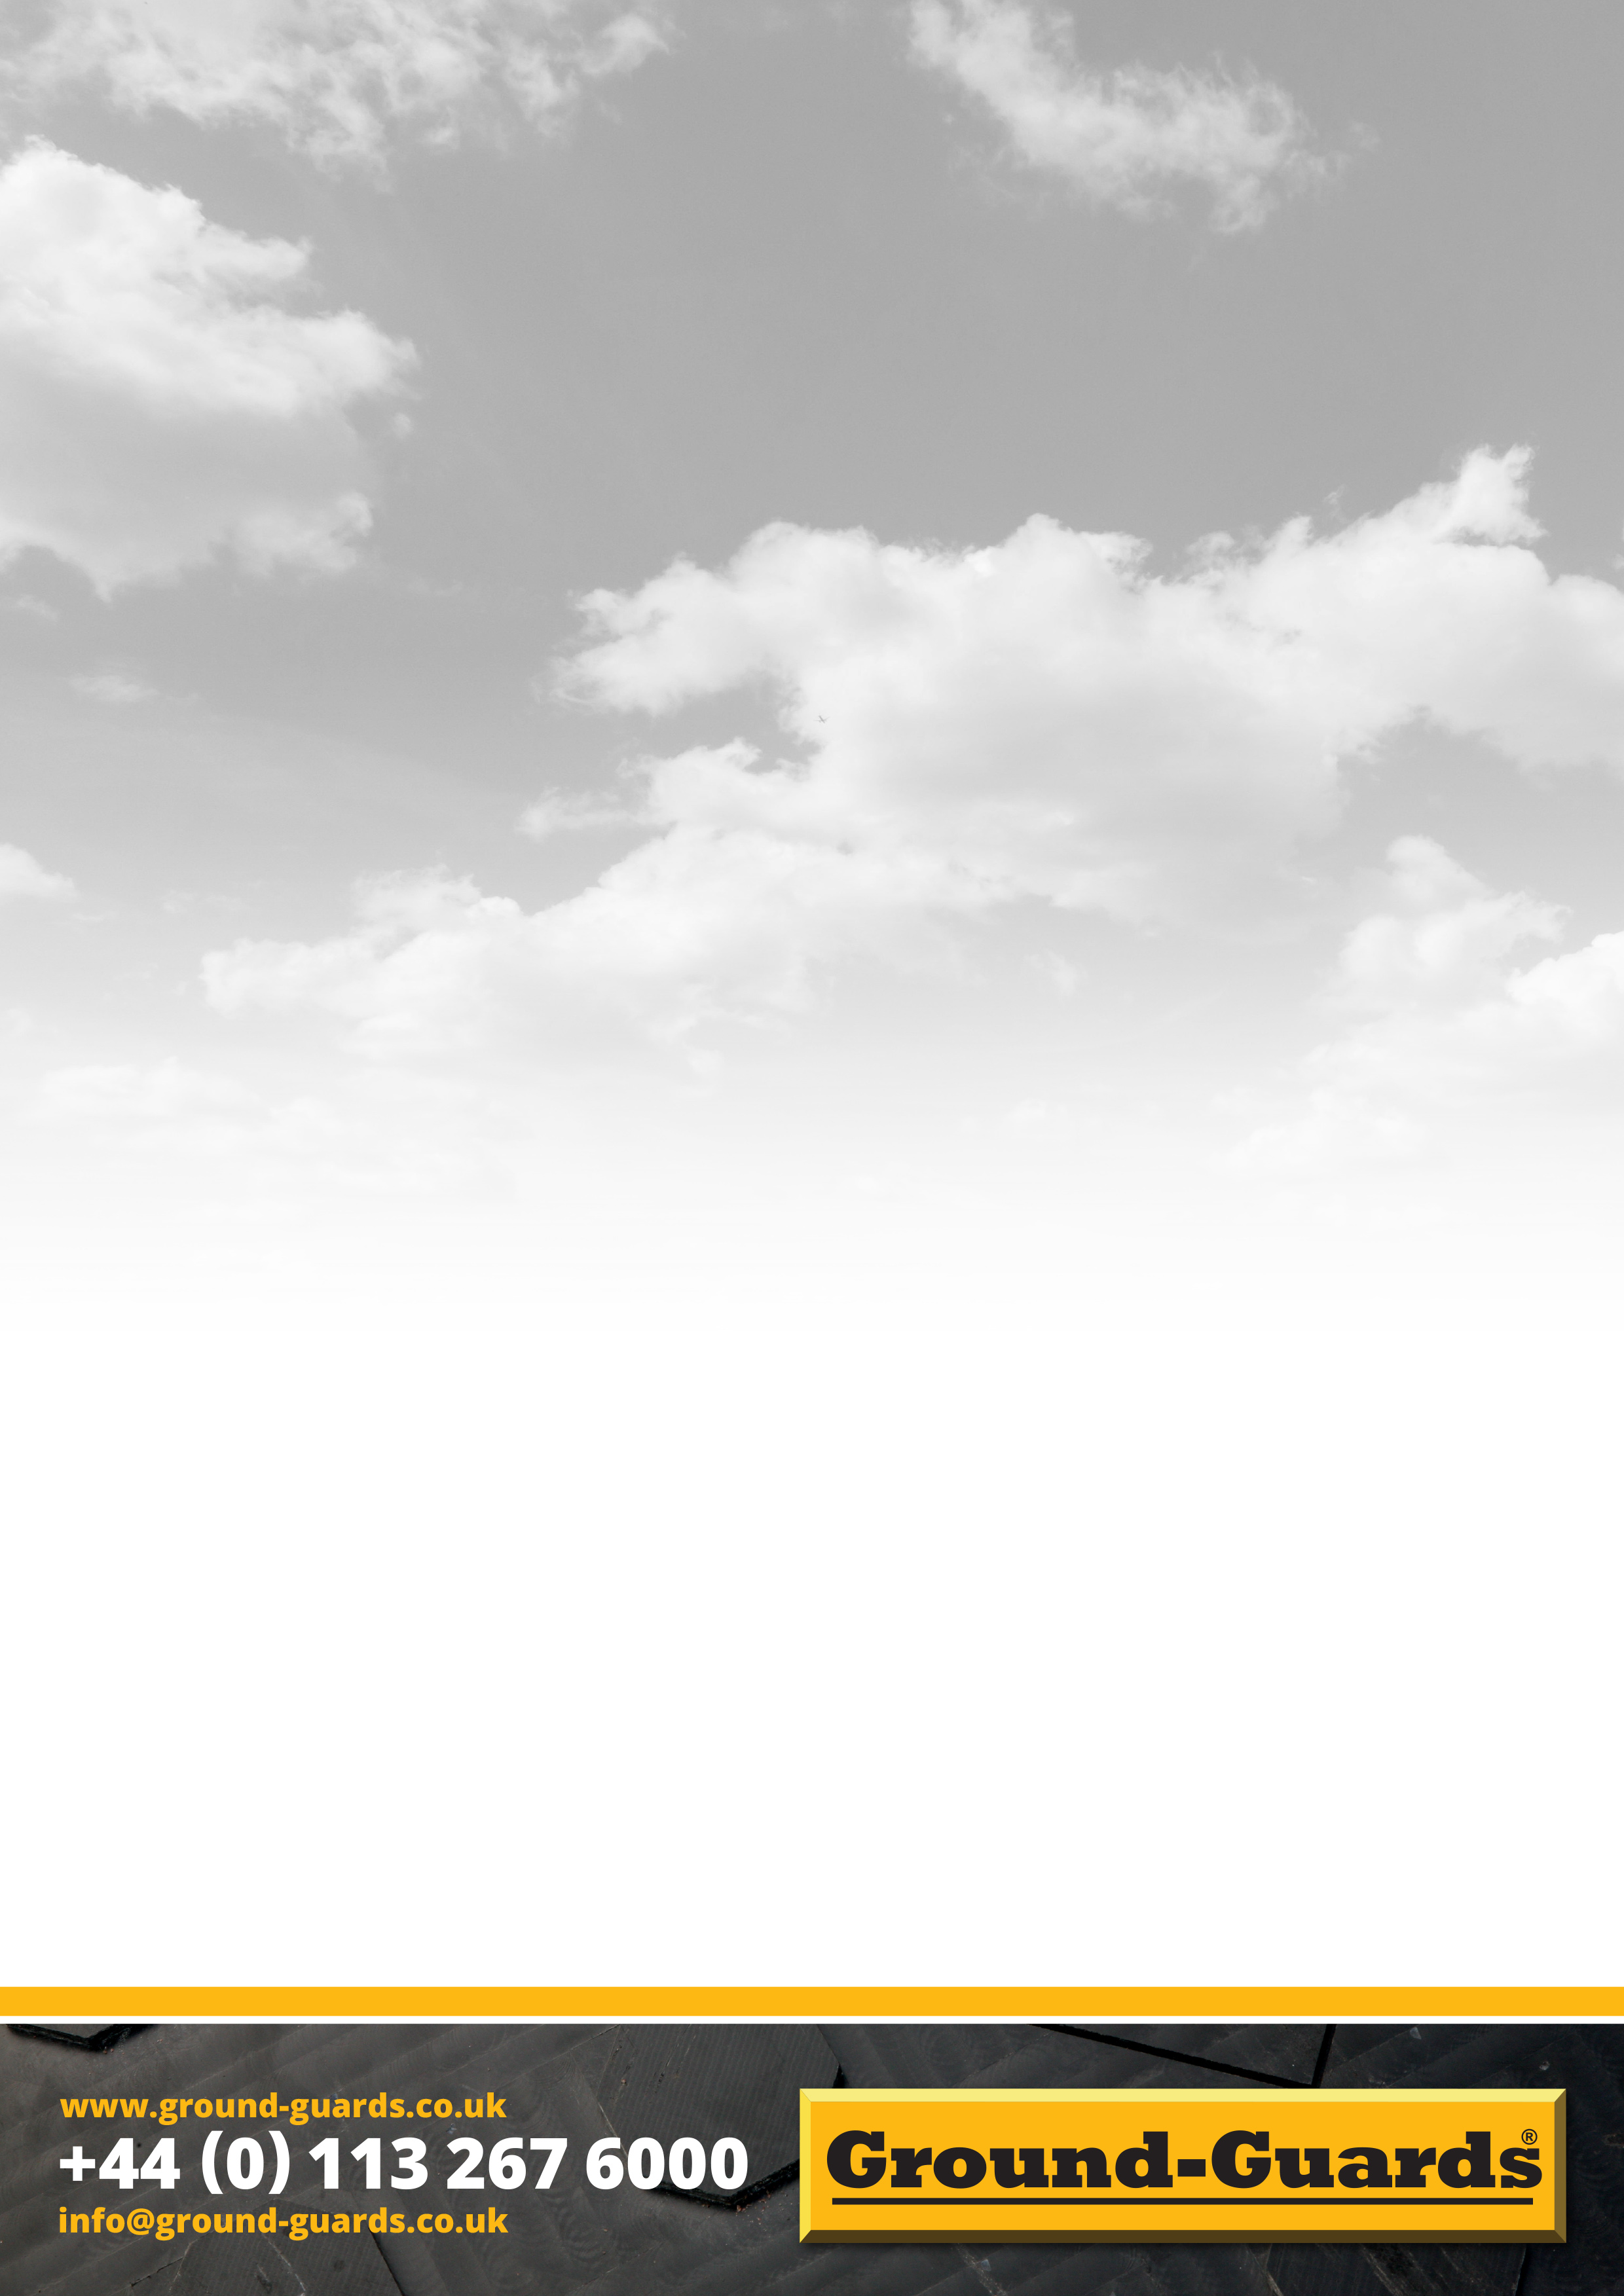 www.ground-guards.co.uk
+44 (0) 113 267 6000
info@ground-guards.co.uk
Ground-Guards®